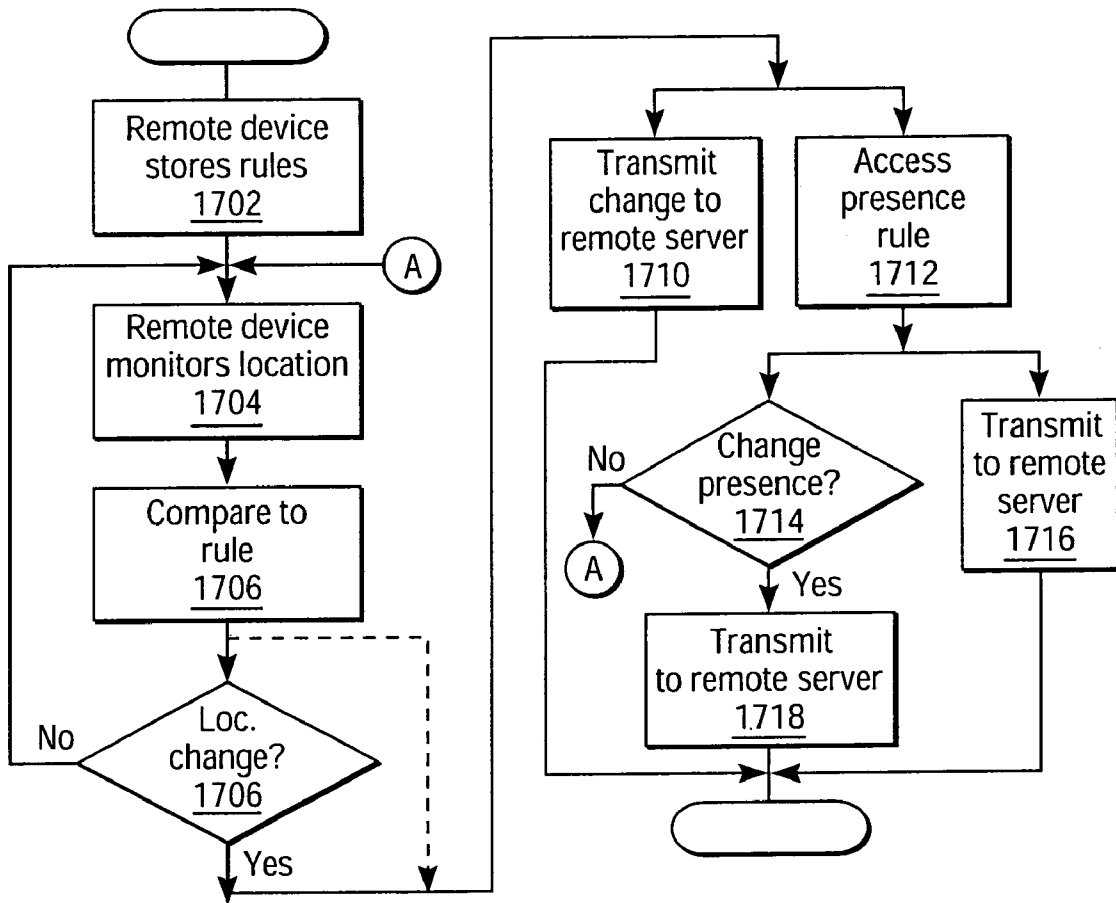 Remote device
stores rules
1702
A
Remote device
monitors location
1704
Compare to
rule
1706
Loc.
change?
1706
No
Yes
Transmit
change to
remote server
1710
Access
presence
rule
1712
Change
presence?
1714
No
A
Yes
Transmit
to remote
server
1716
Transmit
to remote server
1718